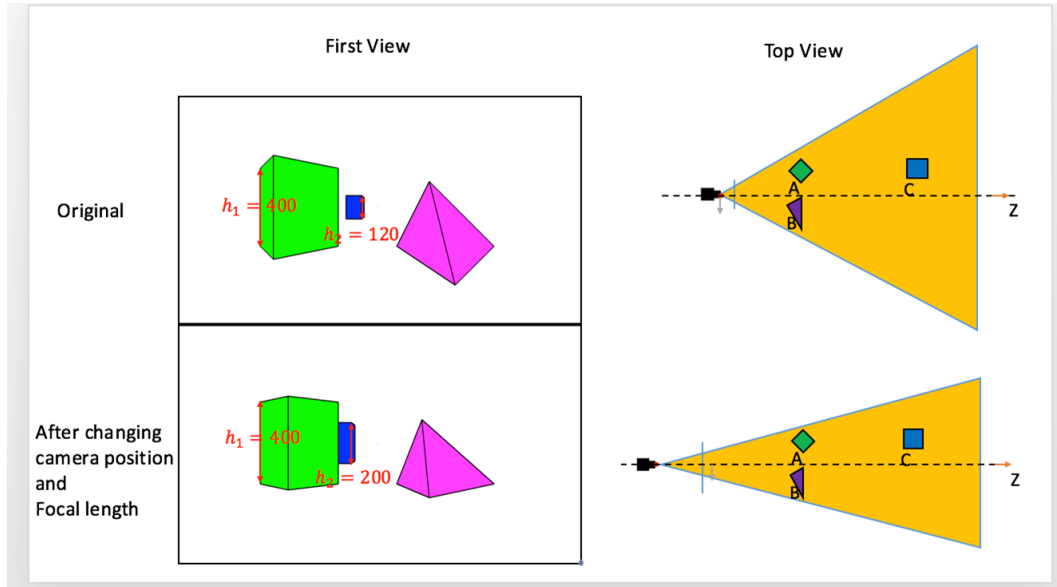 First View
Top View
Original
h₁ = 400
h₂ = 120
A
B
C
Z
After changing
camera position
and
Focal length
h₁ = 400
h₂ = 200
A
B
C
Z